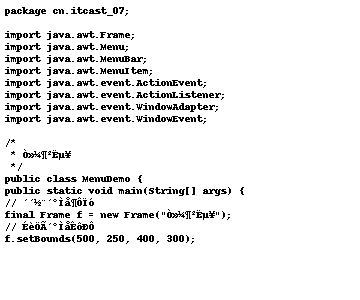 package cn.itcast_07;
import java.awt.Frame;
import java.awt.Menu;
import java.awt.MenuBar;
import java.awt.MenuItem;
import java.awt.event.ActionEvent;
import java.awt.event.ActionListener;
import java.awt.event.WindowAdapter;
import java.awt.event.WindowEvent;
/*
* Ò»¼¶²Ëµ¥
*/
public class MenuDemo {
public static void main(String[] args) {
// ´´½¨´°Ìå¶ÔÏó
final Frame f = new Frame("Ò»¼¶²Ëµ¥");
// ÉèÖÃ´°ÌåÊôÐÔ
f.setBounds(500, 250, 400, 300);